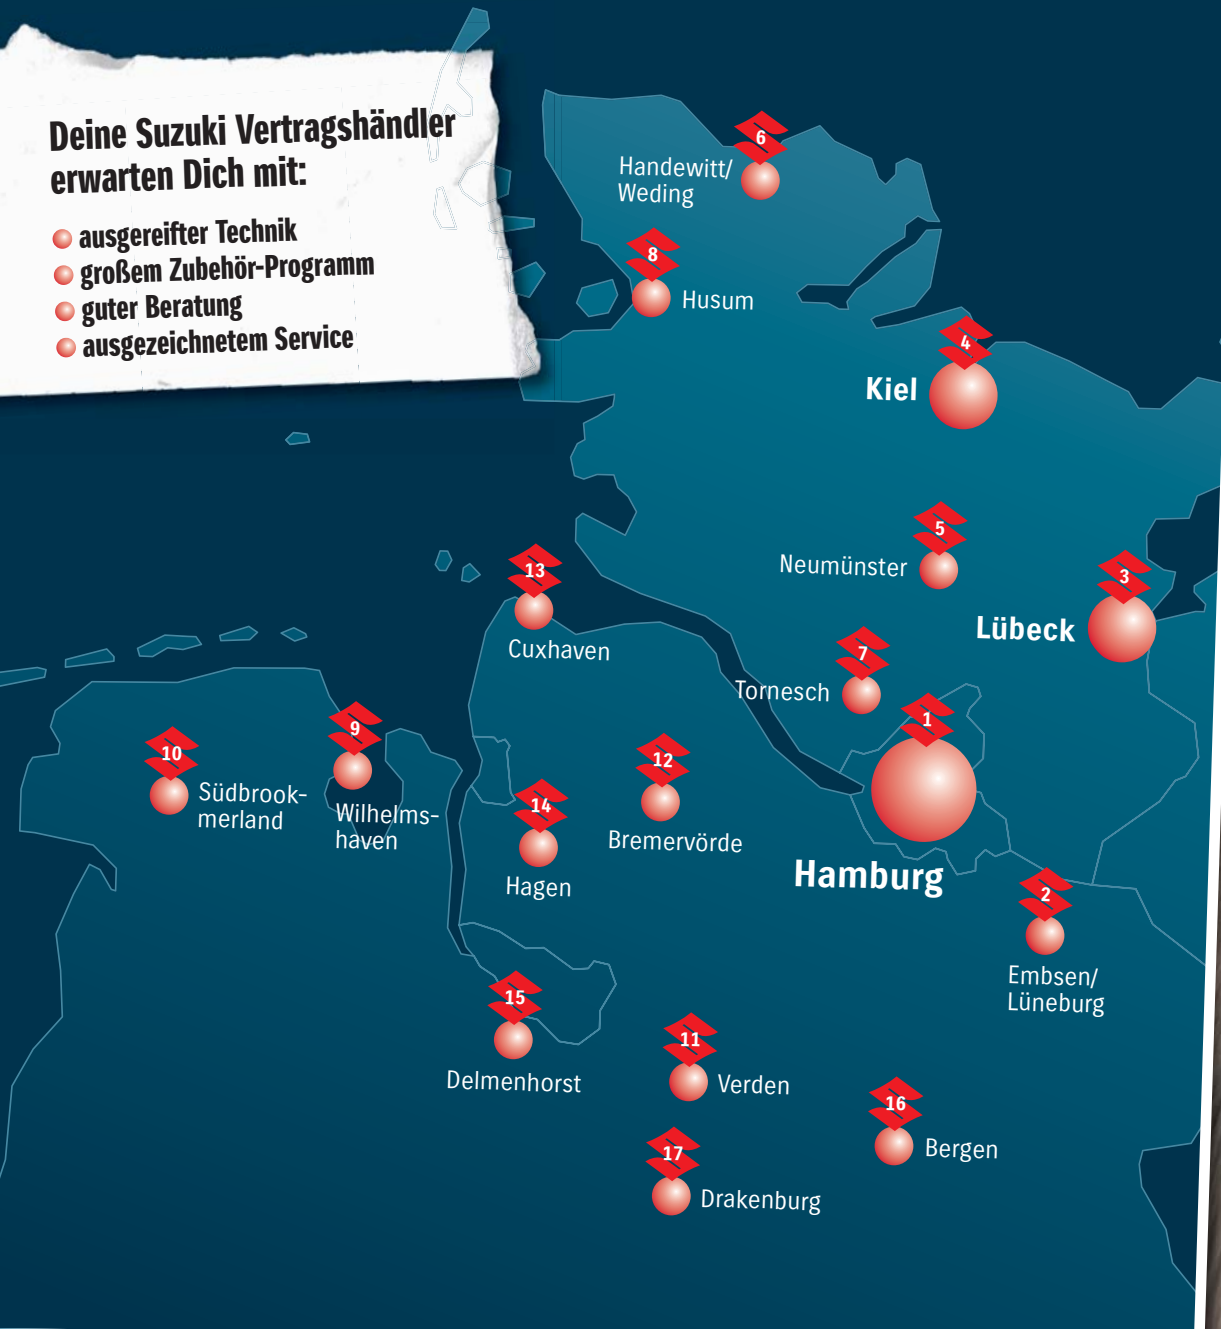 Deine Suzuki Vertragshändler
erwarten Dich mit:
ausgereifter Technik
großem Zubehör-Programm
guter Beratung
ausgezeichnetem Service
6
Handewitt/
Weding
8
Husum
4
Kiel
5
Neumünster
3
Lübeck
13
Cuxhaven
7
Tornesch
1
Hamburg
10
Südbrook-
merland
9
Wilhelms-
haven
12
Bremervörde
14
Hagen
2
Embsen/
Lüneburg
15
Delmenhorst
11
Verden
16
Bergen
17
Drakenburg